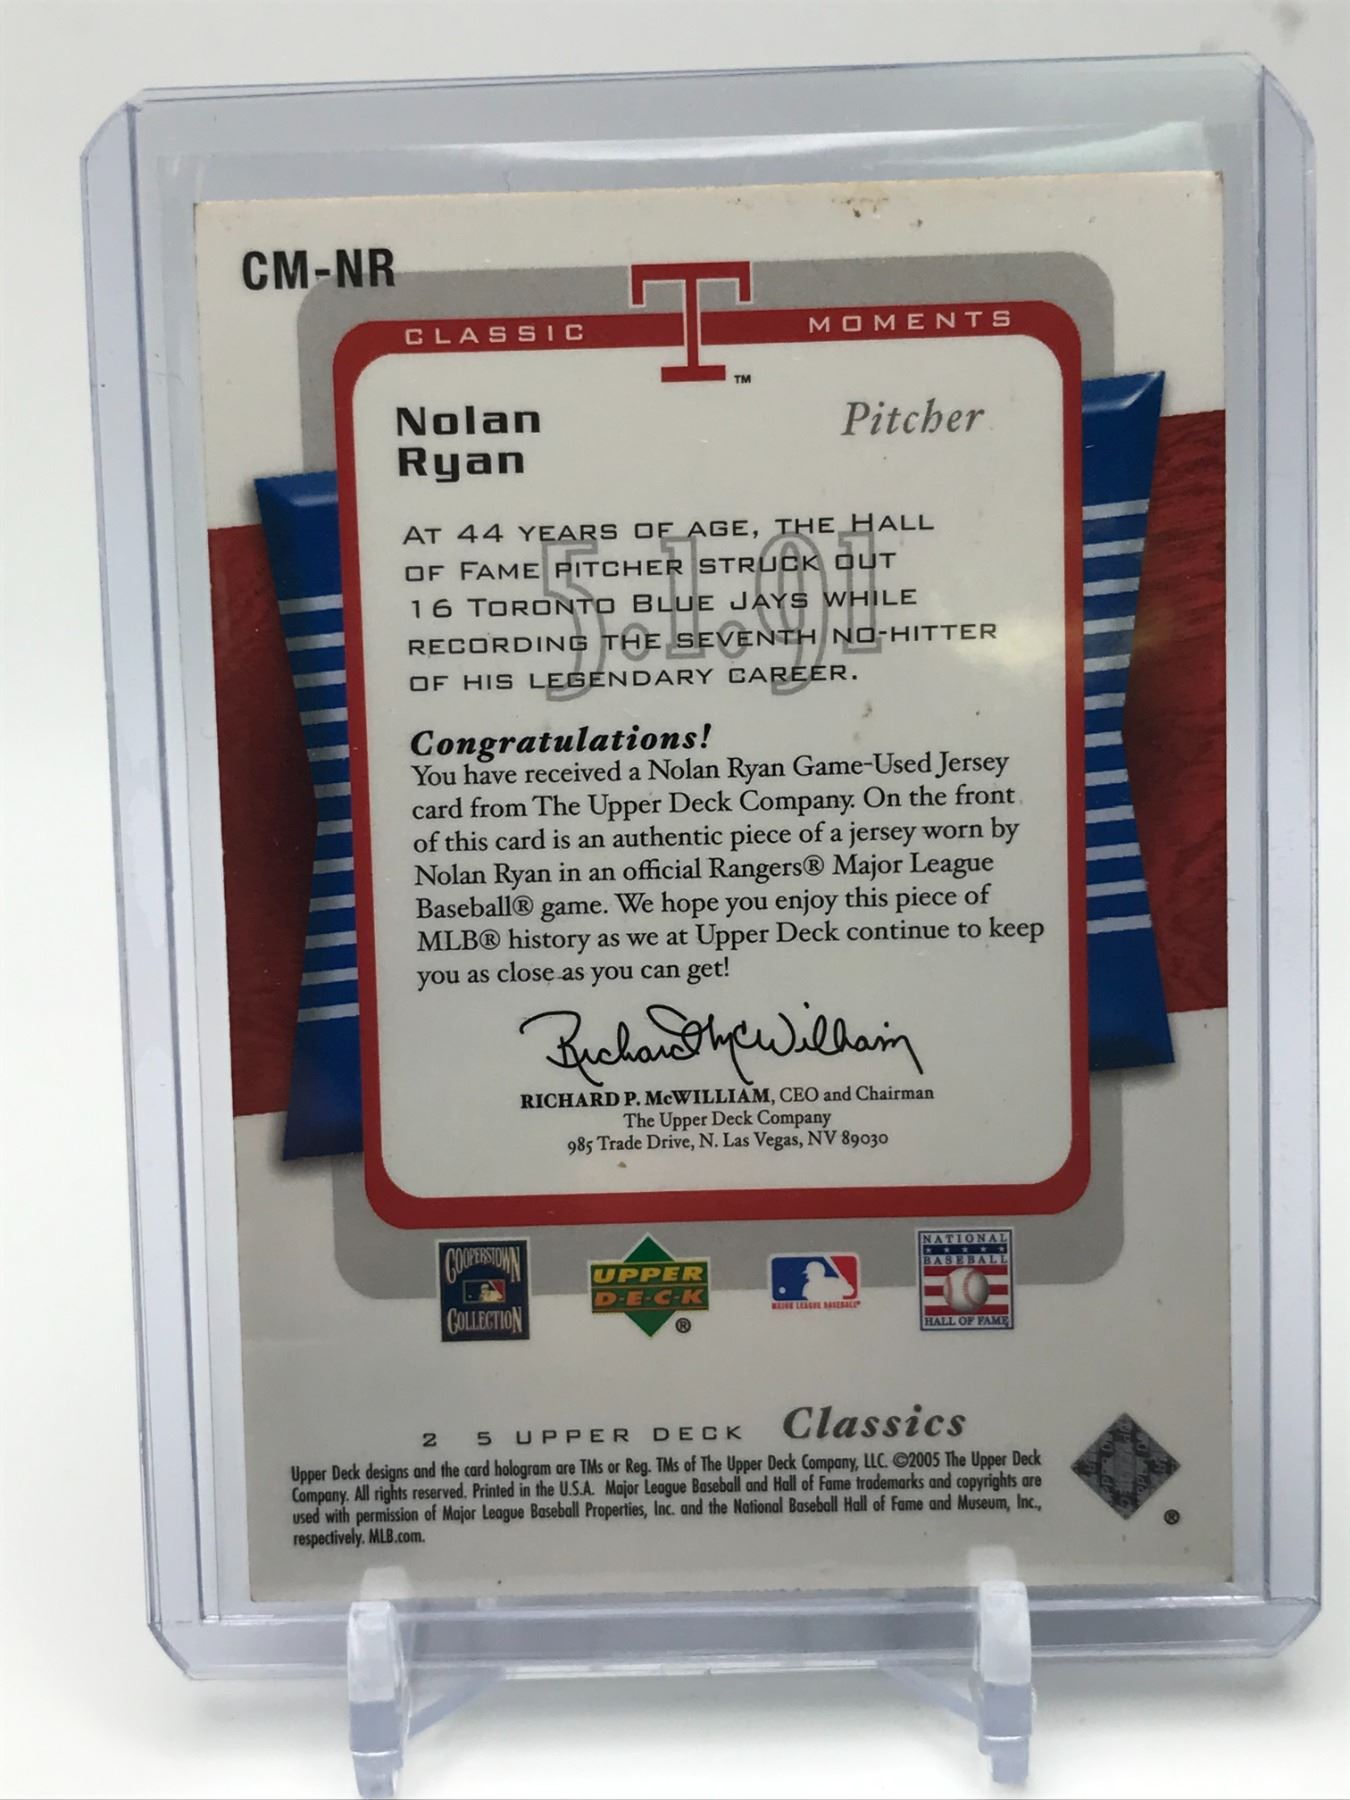 CM-NR
CLASSIC T MOMENTS
TM
Nolan Pitcher
Ryan
5.1.91
AT 44 YEARS OF AGE, THE HALL
OF FAME PITCHER STRUCK OUT
16 TORONTO BLUE JAYS WHILE
RECORDING THE SEVENTH NO-HITTER
OF HIS LEGENDARY CAREER.
Congratulations!
You have received a Nolan Ryan Game-Used Jersey
card from The Upper Deck Company. On the front
of this card is an authentic piece of a jersey worn by
Nolan Ryan in an official Rangers® Major League
Baseball® game. We hope you enjoy this piece of
MLB® history as we at Upper Deck continue to keep
you as close as you can get!
Richard McWilliam
RICHARD P. McWILLIAM, CEO and Chairman
The Upper Deck Company
985 Trade Drive, N. Las Vegas, NV 89030
COOPERSTOWN
COLLECTION
UPPER
D·E·C·K
®
MAJOR LEAGUE BASEBALL®
NATIONAL
BASEBALL
HALL OF FAME
2 5 UPPER DECK Classics
Upper Deck designs and the card hologram are TMs or Reg. TMs of The Upper Deck Company, LLC. ©2005 The Upper Deck
Company. All rights reserved. Printed in the U.S.A. Major League Baseball and Hall of Fame trademarks and copyrights are
used with permission of Major League Baseball Properties, Inc. and the National Baseball Hall of Fame and Museum, Inc.,
respectively. MLB.com.
®